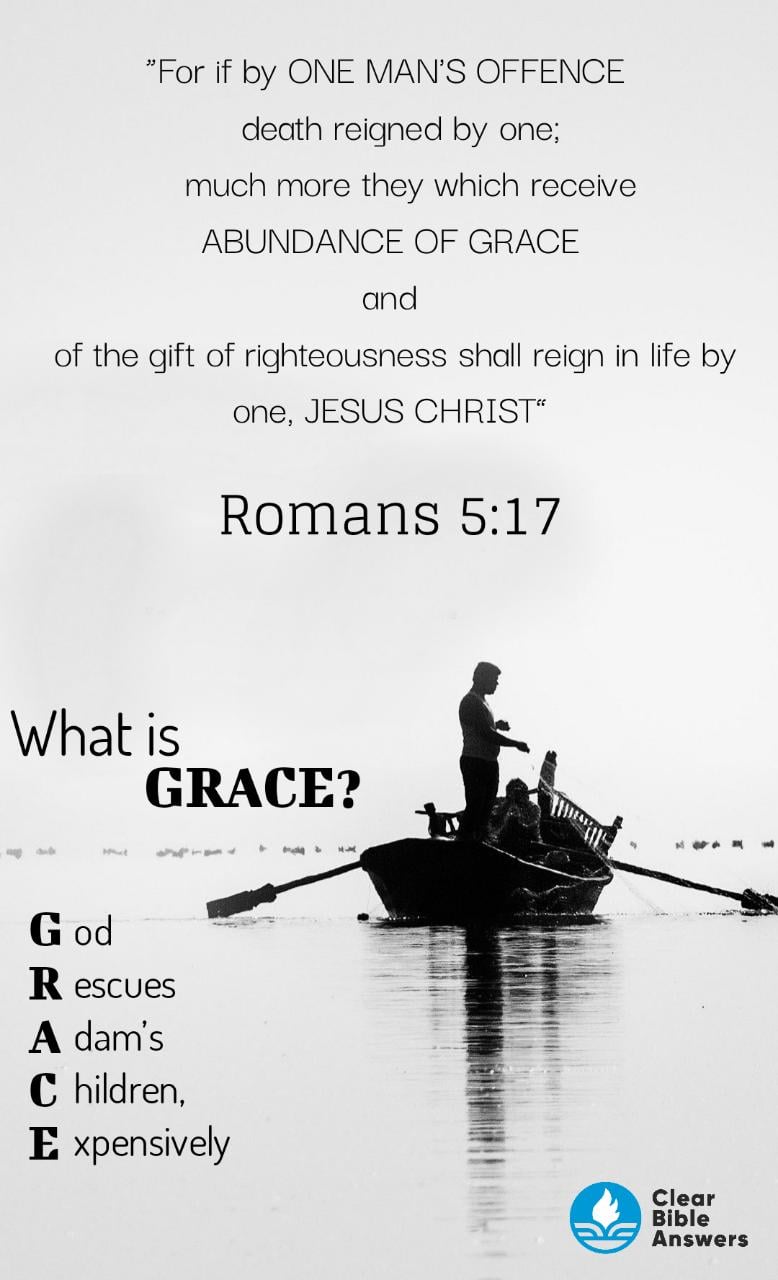 ”For if by ONE MAN’S OFFENCE
death reigned by one;
much more they which receive
ABUNDANCE OF GRACE
and
of the gift of righteousness shall reign in life by
one, JESUS CHRIST“
Romans 5:17
What is
GRACE?
G od
R escues
A dam’s
C hildren,
E xpensively
Clear
Bible
Answers